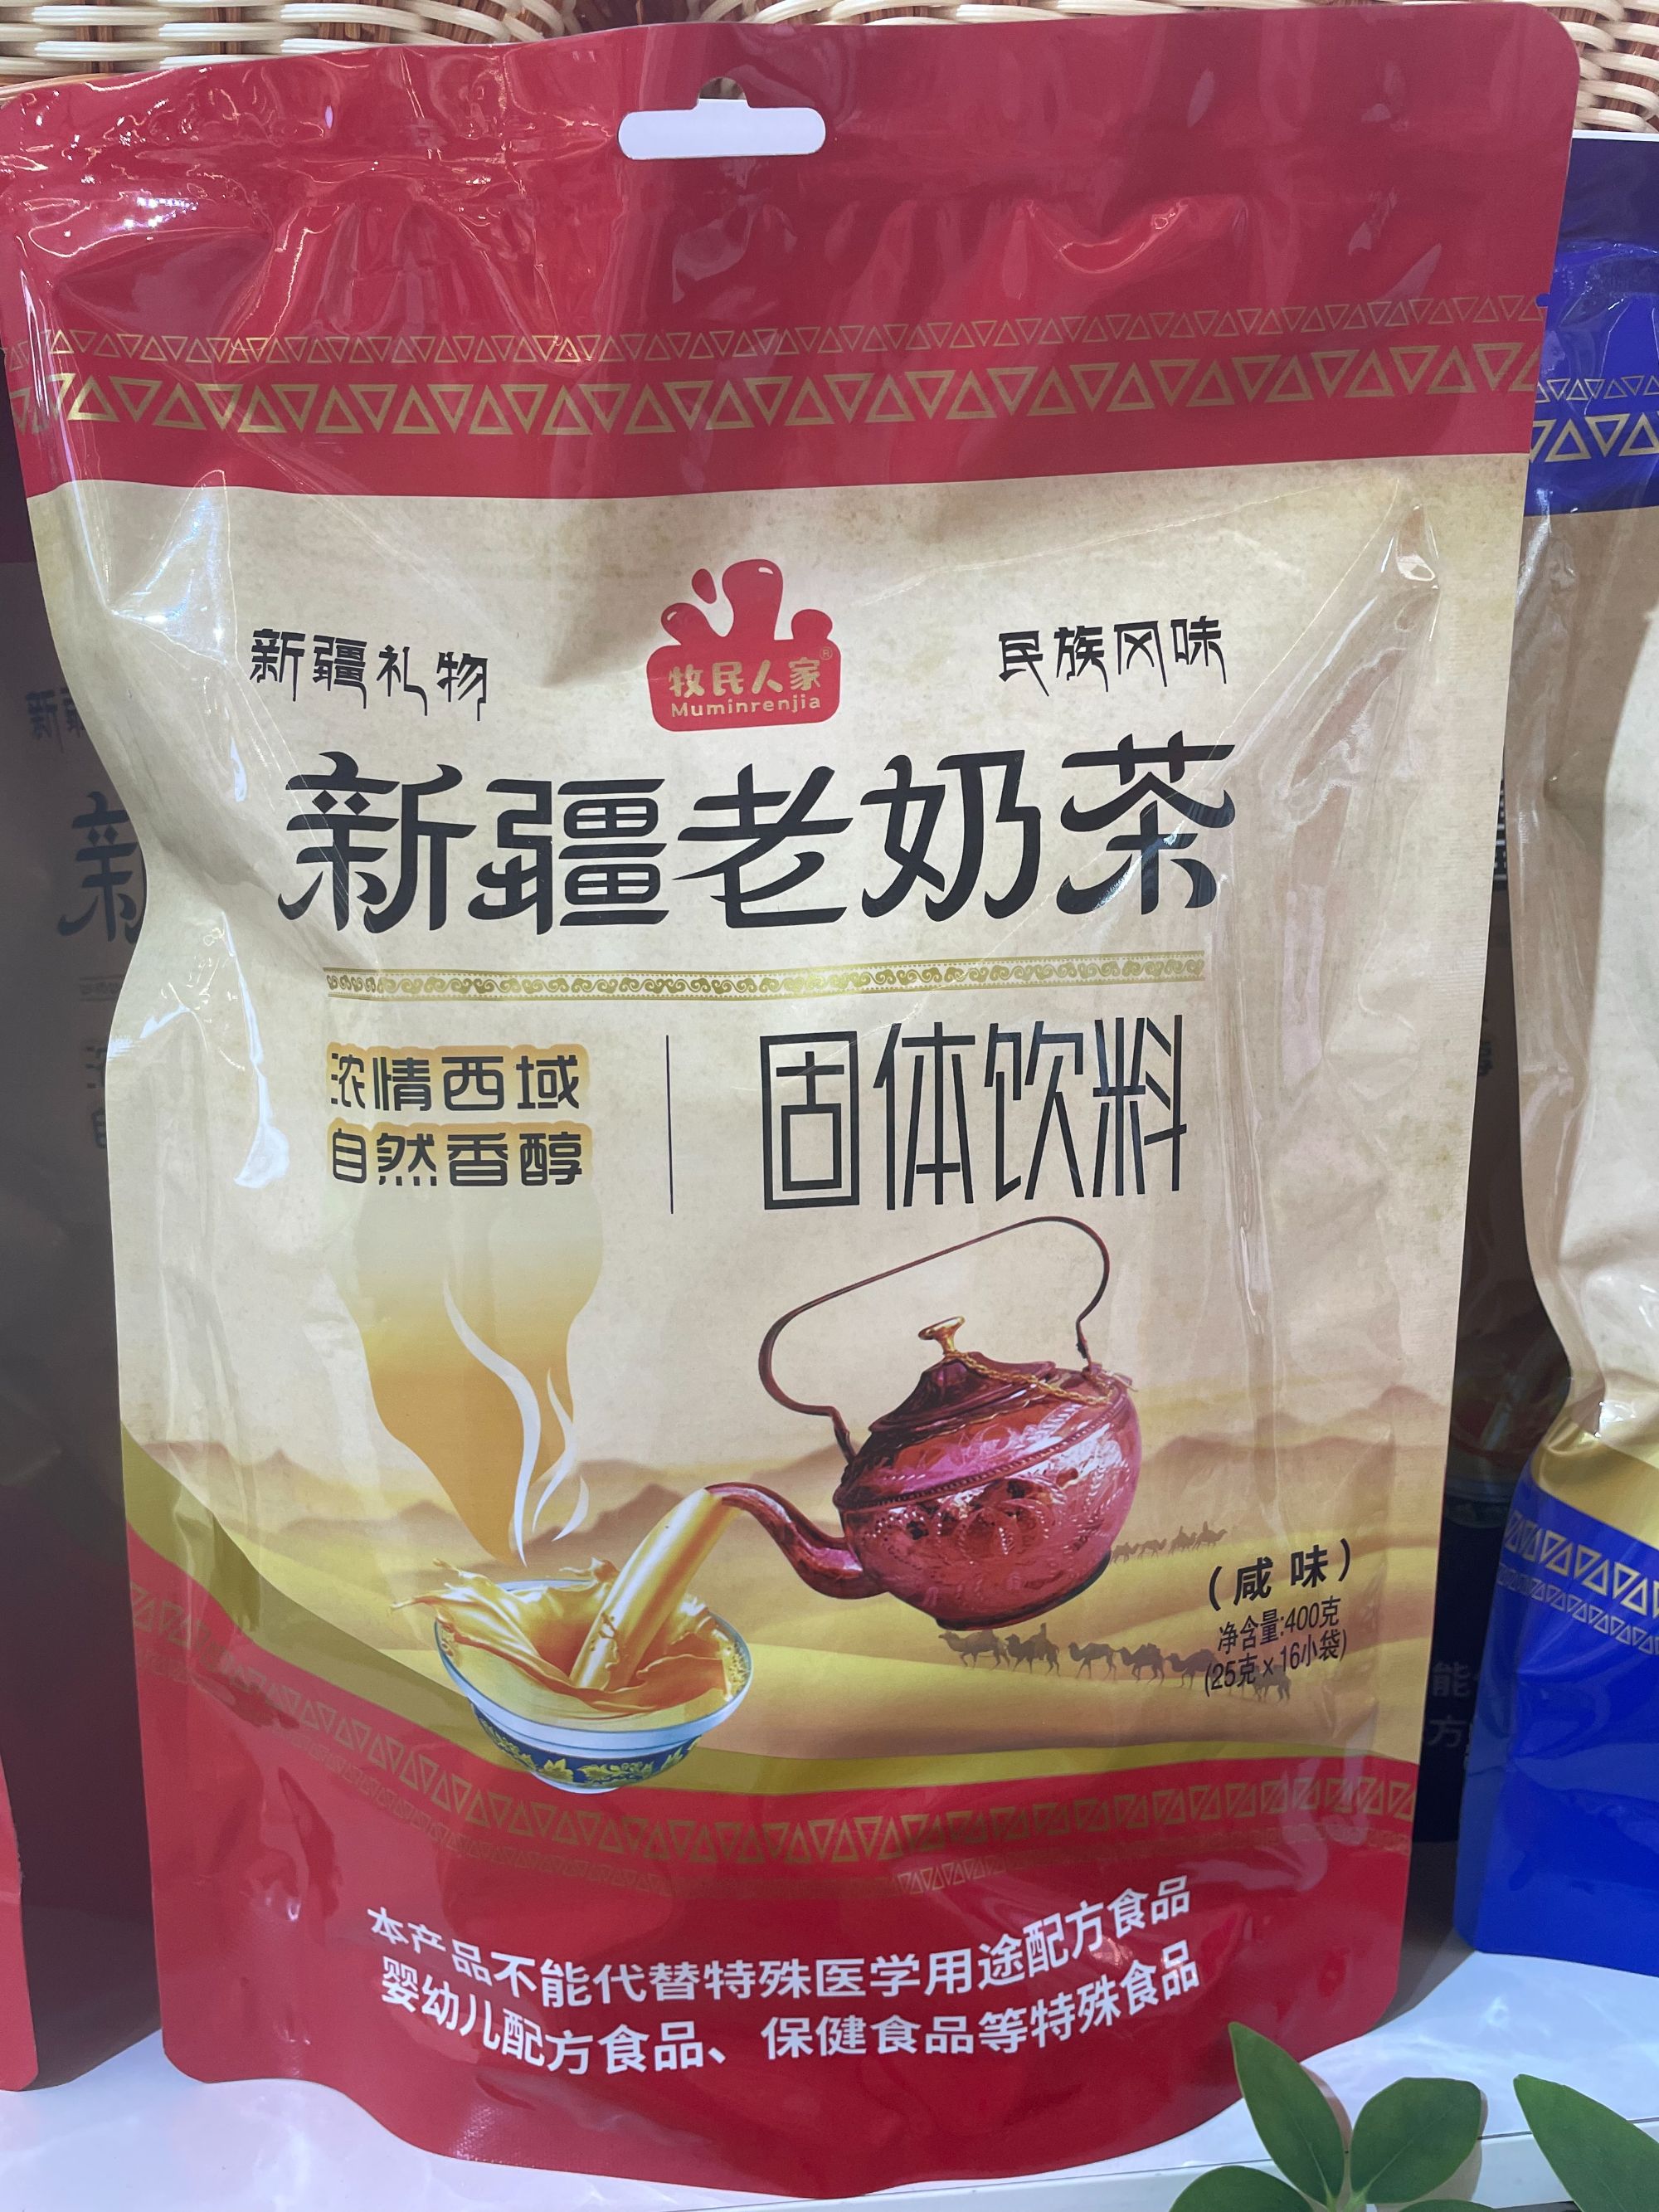 新疆礼物
牧民人家®
Muminrenjia
民族风味
新疆老奶茶
浓情西域
自然香醇
固体饮料
(咸味)
净含量:400克
(25克×16小袋)
本产品不能代替特殊医学用途配方食品
婴幼儿配方食品、保健食品等特殊食品